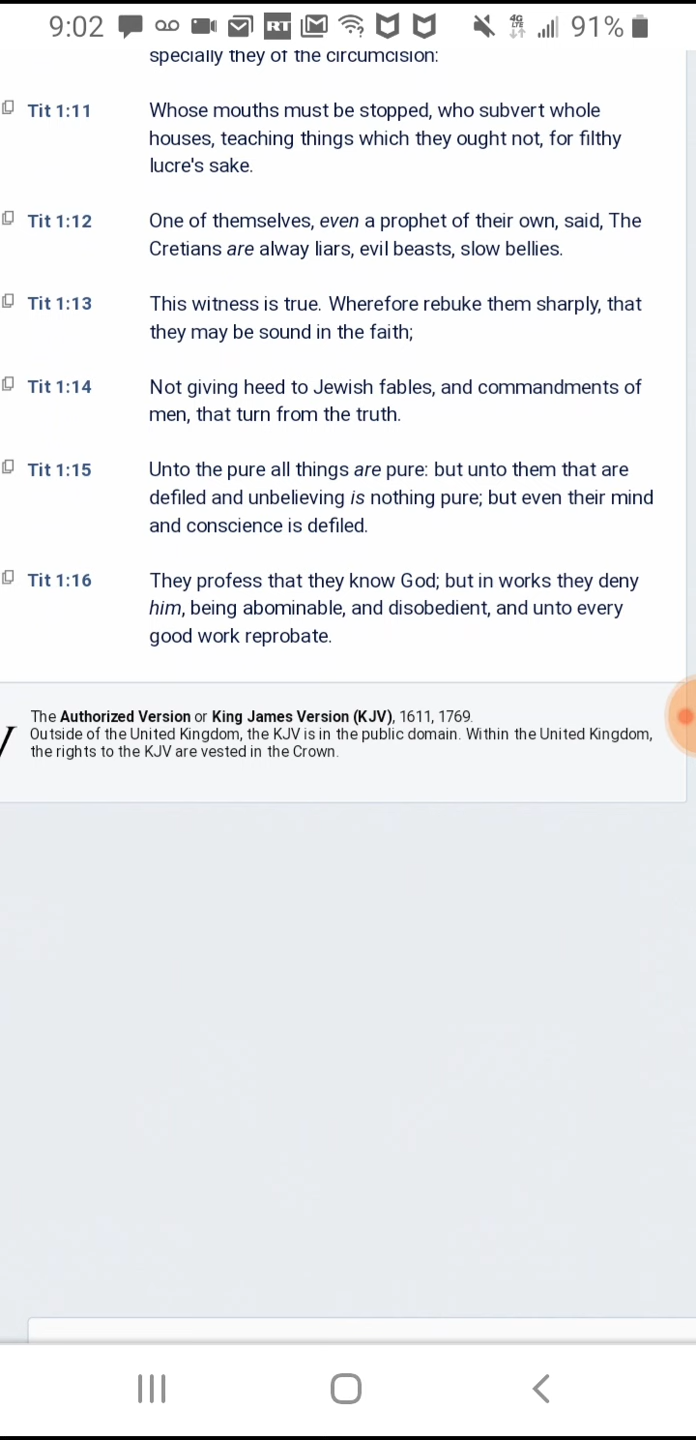 9:02 RT 4G LTE 91%
specially they of the circumcision:
Tit 1:11 Whose mouths must be stopped, who subvert whole
houses, teaching things which they ought not, for filthy
lucre's sake.
Tit 1:12 One of themselves, even a prophet of their own, said, The
Cretians are alway liars, evil beasts, slow bellies.
Tit 1:13 This witness is true. Wherefore rebuke them sharply, that
they may be sound in the faith;
Tit 1:14 Not giving heed to Jewish fables, and commandments of
men, that turn from the truth.
Tit 1:15 Unto the pure all things are pure: but unto them that are
defiled and unbelieving is nothing pure; but even their mind
and conscience is defiled.
Tit 1:16 They profess that they know God; but in works they deny
him, being abominable, and disobedient, and unto every
good work reprobate.
The Authorized Version or King James Version (KJV), 1611, 1769.
Outside of the United Kingdom, the KJV is in the public domain. Within the United Kingdom,
the rights to the KJV are vested in the Crown.